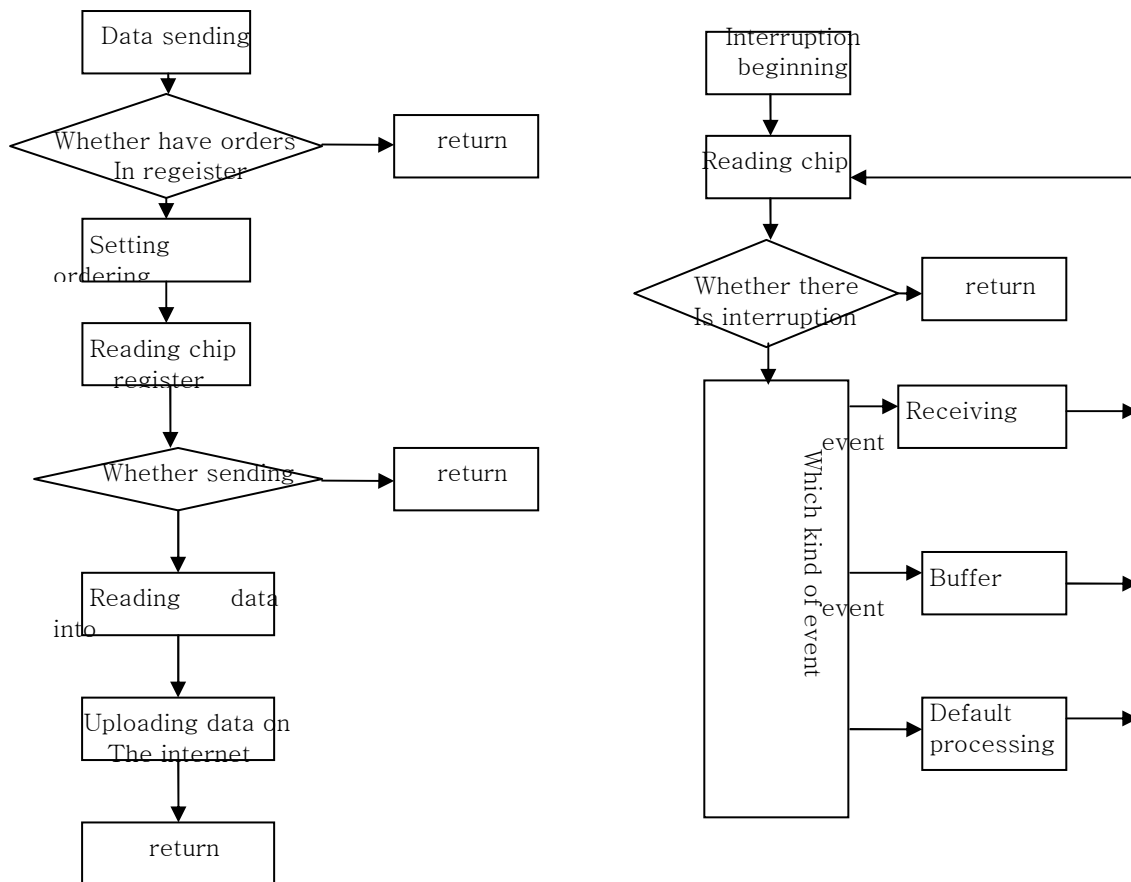 Data sending
Whether have orders
In regeister
return
Setting
ordering
Reading chip
register
Whether sending
return
Reading data
into
Uploading data on
The internet
return
Interruption
beginning
Reading chip
Whether there
Is interruption
return
Which kind of event
Receiving
event
Buffer
event
Default
processing